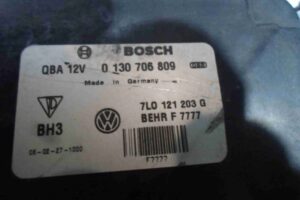 BOSCH
QBA 12V 0 130 706 809
Made in Germany
7L0 121 203 G
BH3
BEHR F 7777
F7777